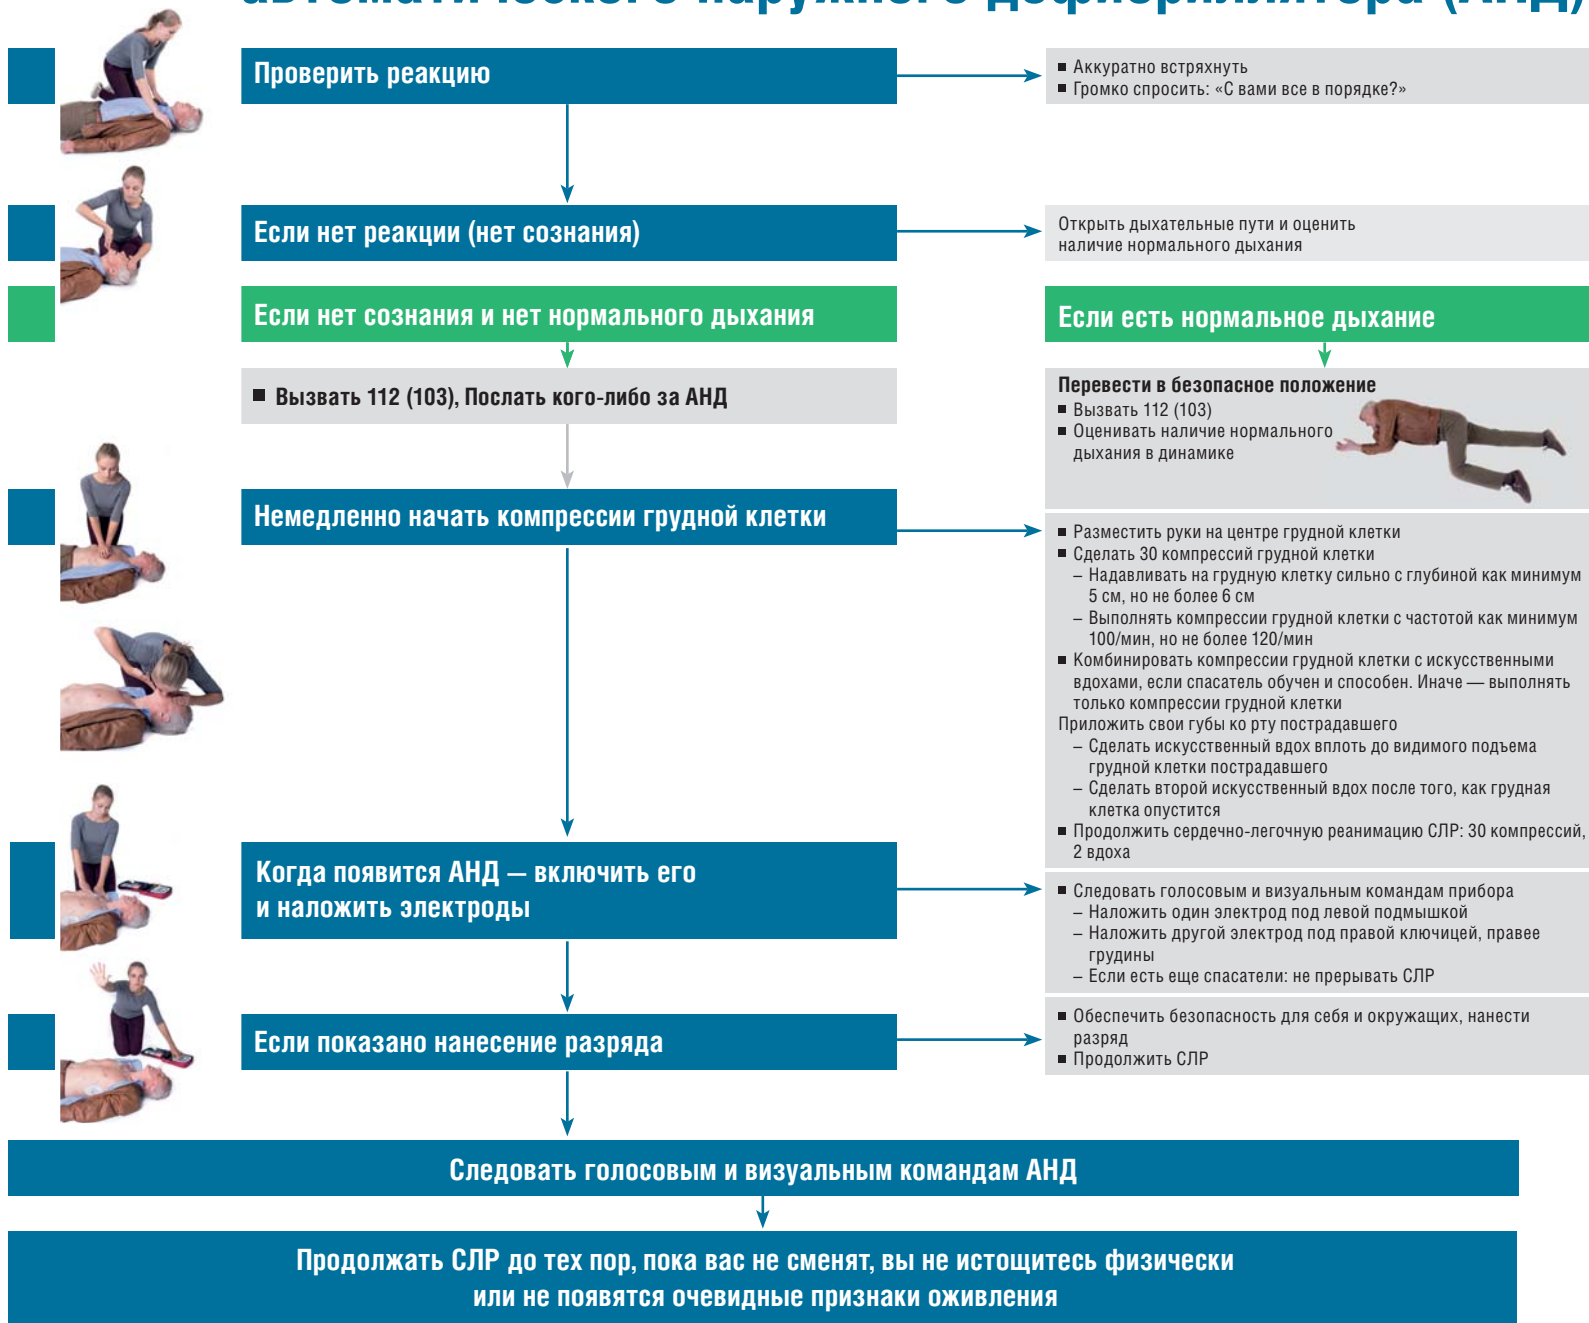 автоматического наружного дефибриллятора (АНД)
Проверить реакцию
■ Аккуратно встряхнуть
■ Громко спросить: «С вами все в порядке?»
Если нет реакции (нет сознания)
Открыть дыхательные пути и оценить
наличие нормального дыхания
Если нет сознания и нет нормального дыхания
Если есть нормальное дыхание
■ Вызвать 112 (103), Послать кого-либо за АНД
Перевести в безопасное положение
■ Вызвать 112 (103)
■ Оценивать наличие нормального
дыхания в динамике
Немедленно начать компрессии грудной клетки
■ Разместить руки на центре грудной клетки
■ Сделать 30 компрессий грудной клетки
– Надавливать на грудную клетку сильно с глубиной как минимум
5 см, но не более 6 см
– Выполнять компрессии грудной клетки с частотой как минимум
100/мин, но не более 120/мин
■ Комбинировать компрессии грудной клетки с искусственными
вдохами, если спасатель обучен и способен. Иначе — выполнять
только компрессии грудной клетки
Приложить свои губы ко рту пострадавшего
– Сделать искусственный вдох вплоть до видимого подъема
грудной клетки пострадавшего
– Сделать второй искусственный вдох после того, как грудная
клетка опустится
■ Продолжить сердечно-легочную реанимацию СЛР: 30 компрессий,
2 вдоха
Когда появится АНД — включить его
и наложить электроды
■ Следовать голосовым и визуальным командам прибора
– Наложить один электрод под левой подмышкой
– Наложить другой электрод под правой ключицей, правее
грудины
– Если есть еще спасатели: не прерывать СЛР
Если показано нанесение разряда
■ Обеспечить безопасность для себя и окружащих, нанести
разряд
■ Продолжить СЛР
Следовать голосовым и визуальным командам АНД
Продолжать СЛР до тех пор, пока вас не сменят, вы не истощитесь физически
или не появятся очевидные признаки оживления